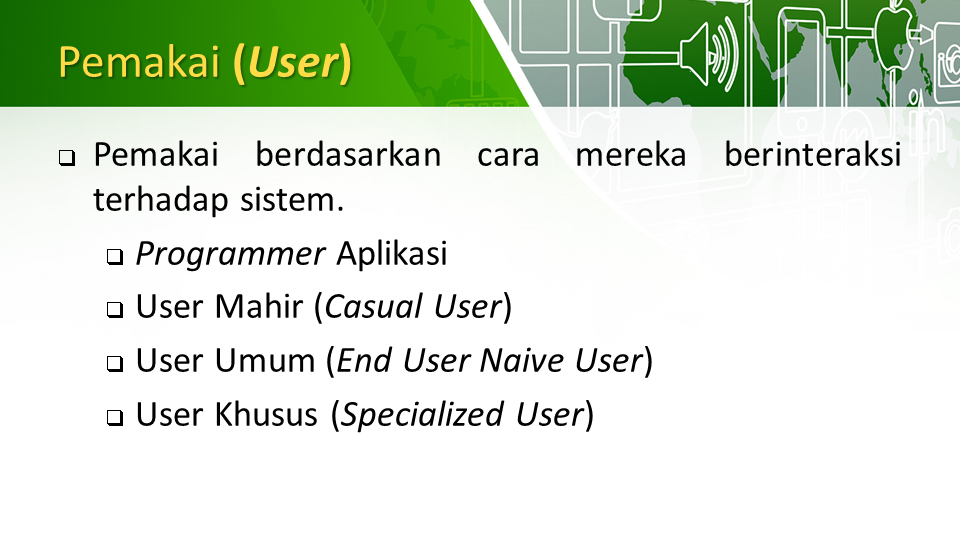 Pemakai (User)
❑ Pemakai berdasarkan cara mereka berinteraksi
terhadap sistem.
❑ Programmer Aplikasi
❑ User Mahir (Casual User)
❑ User Umum (End User Naive User)
❑ User Khusus (Specialized User)